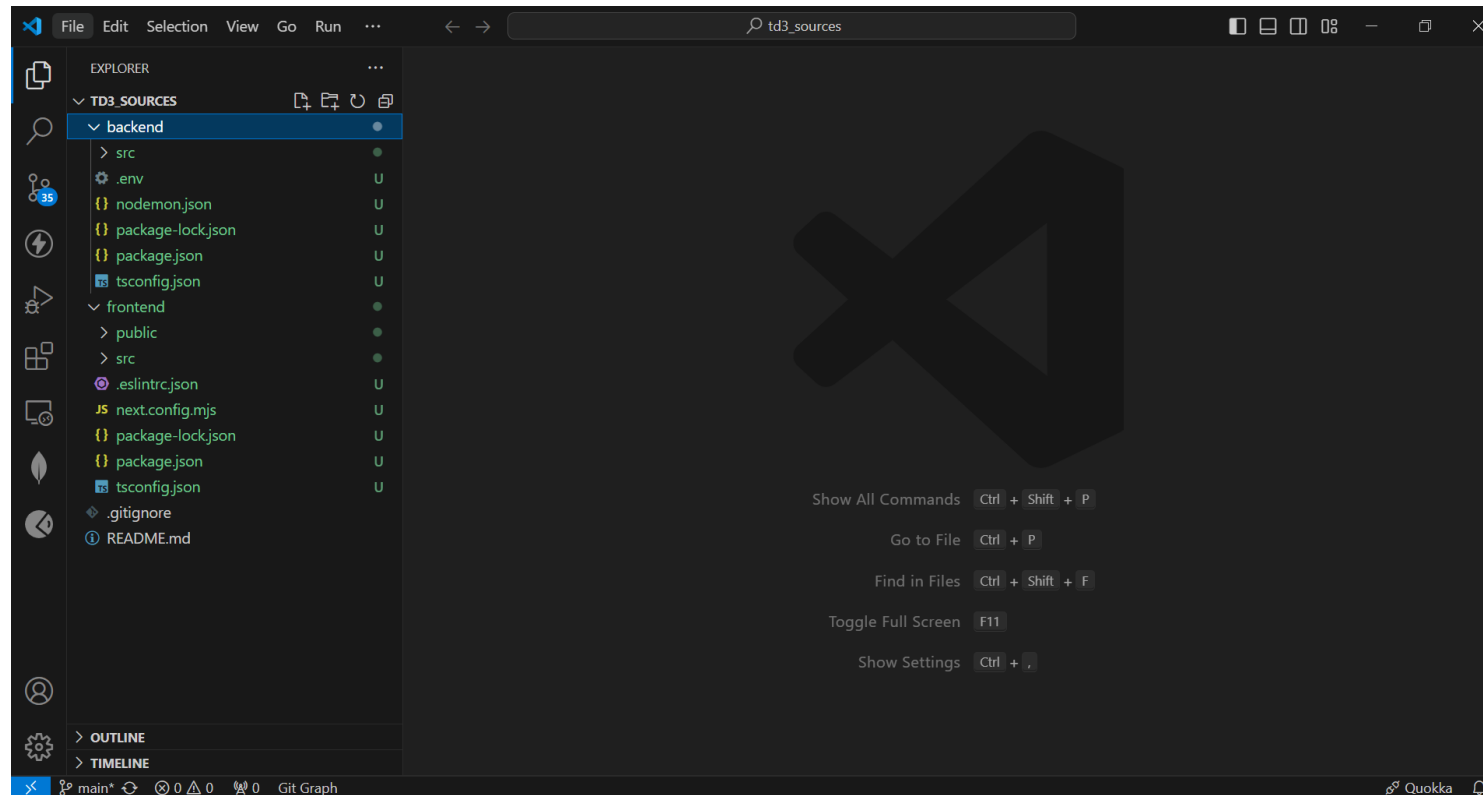 File Edit Selection View Go Run ··· td3_sources
EXPLORER ···
TD3_SOURCES
backend
src
.env U
{} nodemon.json U
{} package-lock.json U
{} package.json U
TS tsconfig.json U
frontend
public
src
.eslintrc.json U
JS next.config.mjs U
{} package-lock.json U
{} package.json U
TS tsconfig.json U
.gitignore
README.md
35
Show All Commands Ctrl + Shift + P
Go to File Ctrl + P
Find in Files Ctrl + Shift + F
Toggle Full Screen F11
Show Settings Ctrl + ,
OUTLINE
TIMELINE
main* 0 0 0 Git Graph Quokka